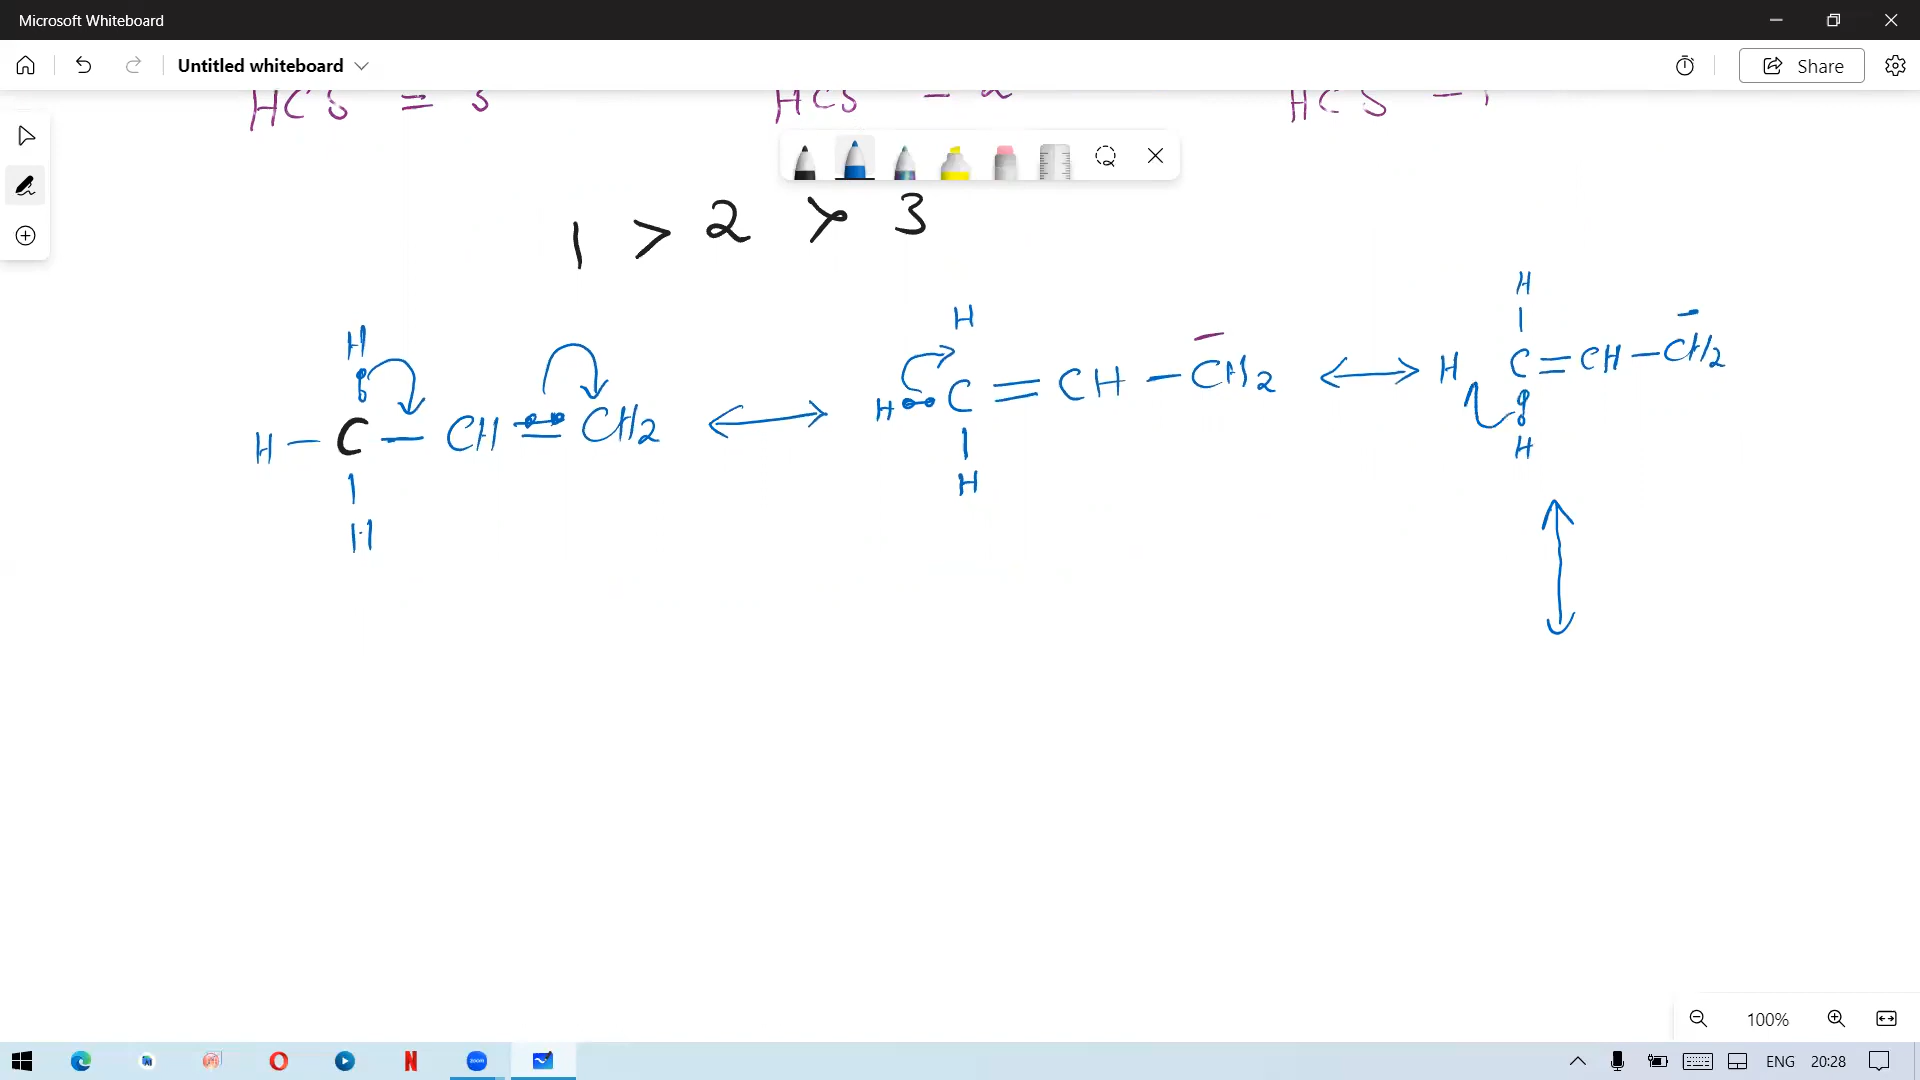 Microsoft Whiteboard
Untitled whiteboard
Share
HCS = 3 HCS - 2 HCS - 1
1 > 2 > 3
H H H
H - C - CH = CH2 ↔ H C = CH - CH2 ↔ H C = CH - CH2
H H H
100%
zoom
ENG 20:28